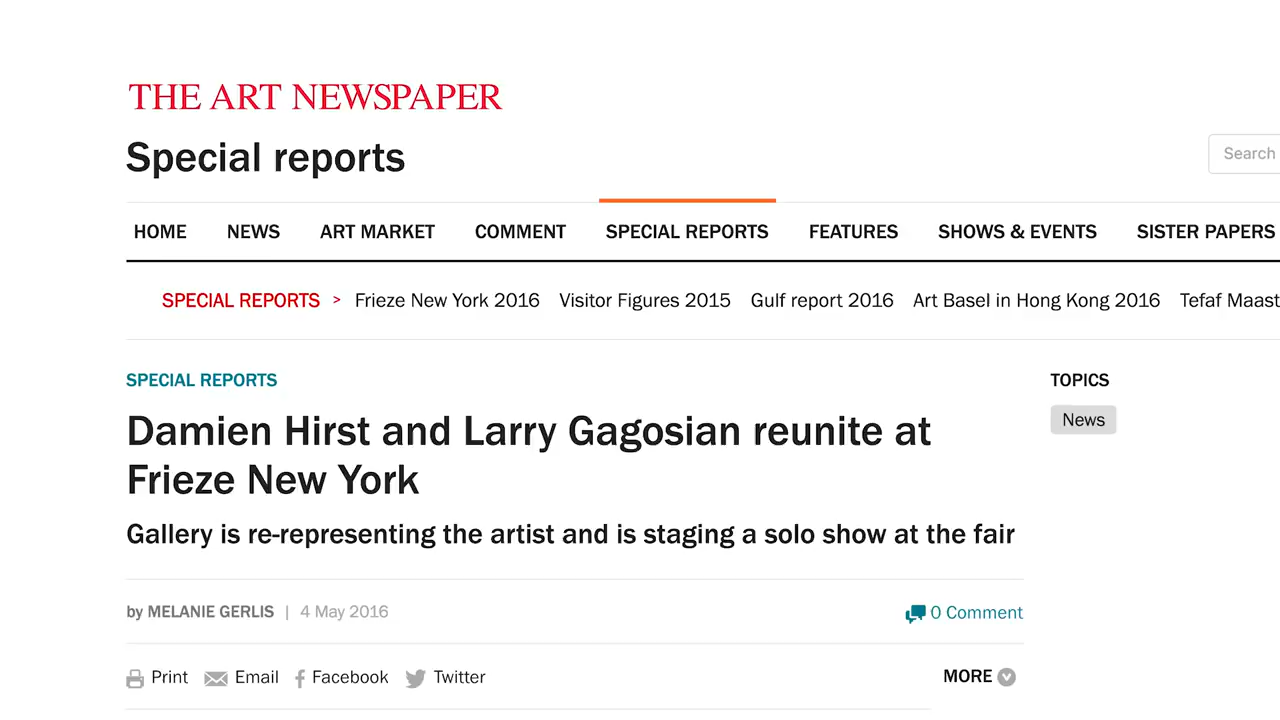 THE ART NEWSPAPER
Special reports
Search
HOME NEWS ART MARKET COMMENT SPECIAL REPORTS FEATURES SHOWS & EVENTS SISTER PAPERS
SPECIAL REPORTS > Frieze New York 2016 Visitor Figures 2015 Gulf report 2016 Art Basel in Hong Kong 2016 Tefaf Maast
SPECIAL REPORTS
Damien Hirst and Larry Gagosian reunite at
Frieze New York
Gallery is re-representing the artist and is staging a solo show at the fair
by MELANIE GERLIS | 4 May 2016
0 Comment
Print Email Facebook Twitter
MORE
TOPICS
News